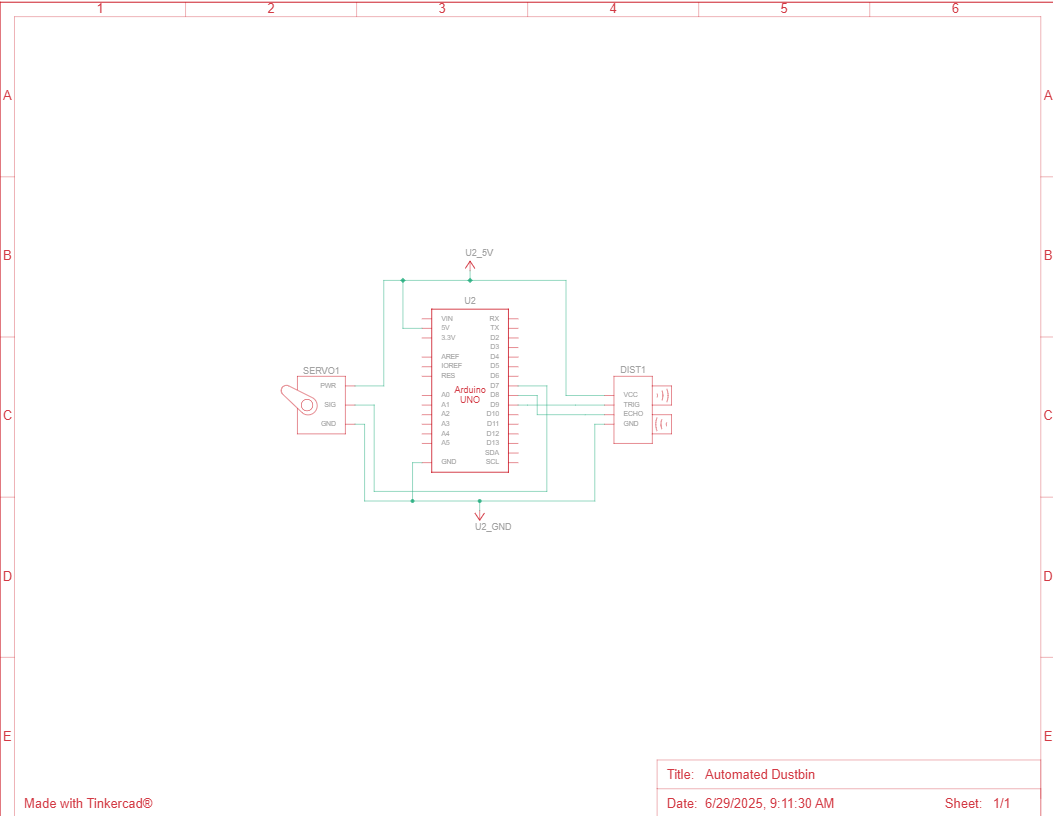 1 2 3 4 5 6
A A
B B
U2_5V
U2
VIN RX
5V TX
3.3V D2
D3
AREF D4
IOREF D5
RES D6
D7
A0 D8
A1 D9
A2 D10
A3 D11
A4 D12
A5 D13
SDA
GND SCL
Arduino
UNO
SERVO1
PWR
SIG
GND
DIST1
VCC
TRIG
ECHO
GND
C C
U2_GND
D D
E E
Title: Automated Dustbin
Made with Tinkercad®
Date: 6/29/2025, 9:11:30 AM Sheet: 1/1